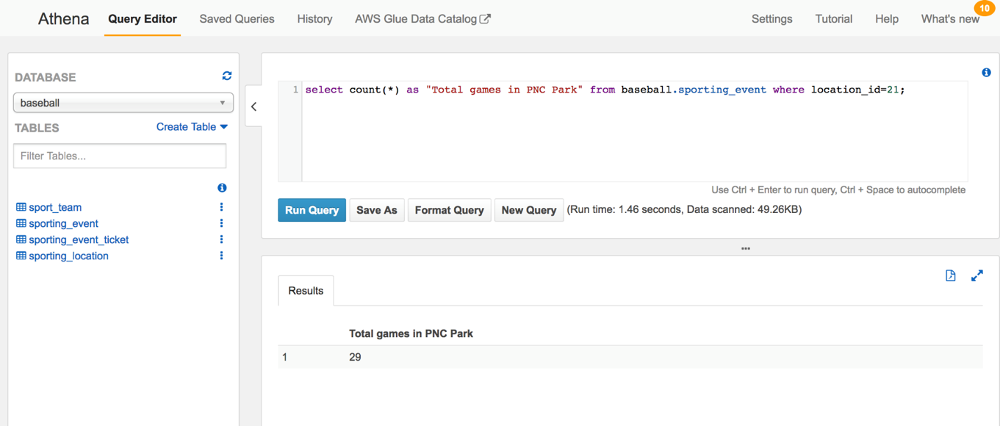 Athena Query Editor Saved Queries History AWS Glue Data Catalog Settings Tutorial Help What's new 10
DATABASE
baseball
TABLES Create Table
Filter Tables...
sport_team
sporting_event
sporting_event_ticket
sporting_location
1 select count(*) as "Total games in PNC Park" from baseball.sporting_event where location_id=21;
Use Ctrl + Enter to run query, Ctrl + Space to autocomplete
Run Query Save As Format Query New Query (Run time: 1.46 seconds, Data scanned: 49.26KB)
Results
Total games in PNC Park
1 29